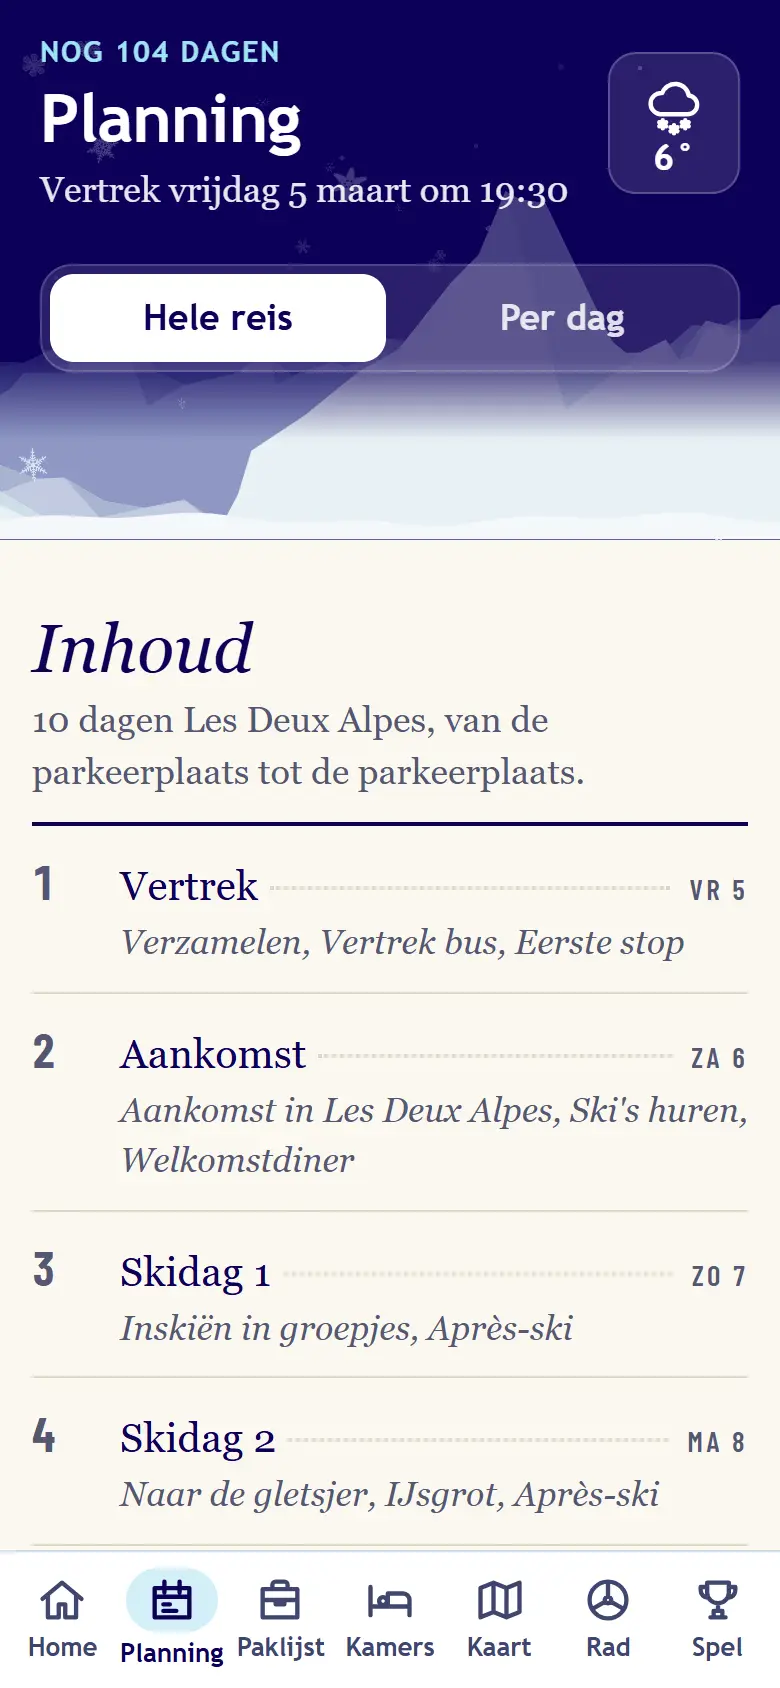 NOG 104 DAGEN
Planning
Vertrek vrijdag 5 maart om 19:30
6°
Hele reis
Per dag
Inhoud
10 dagen Les Deux Alpes, van de
parkeerplaats tot de parkeerplaats.
1 Vertrek VR 5
Verzamelen, Vertrek bus, Eerste stop
2 Aankomst ZA 6
Aankomst in Les Deux Alpes, Ski's huren,
Welkomstdiner
3 Skidag 1 ZO 7
Inskiën in groepjes, Après-ski
4 Skidag 2 MA 8
Naar de gletsjer, IJsgrot, Après-ski
Home Planning Paklijst Kamers Kaart Rad Spel